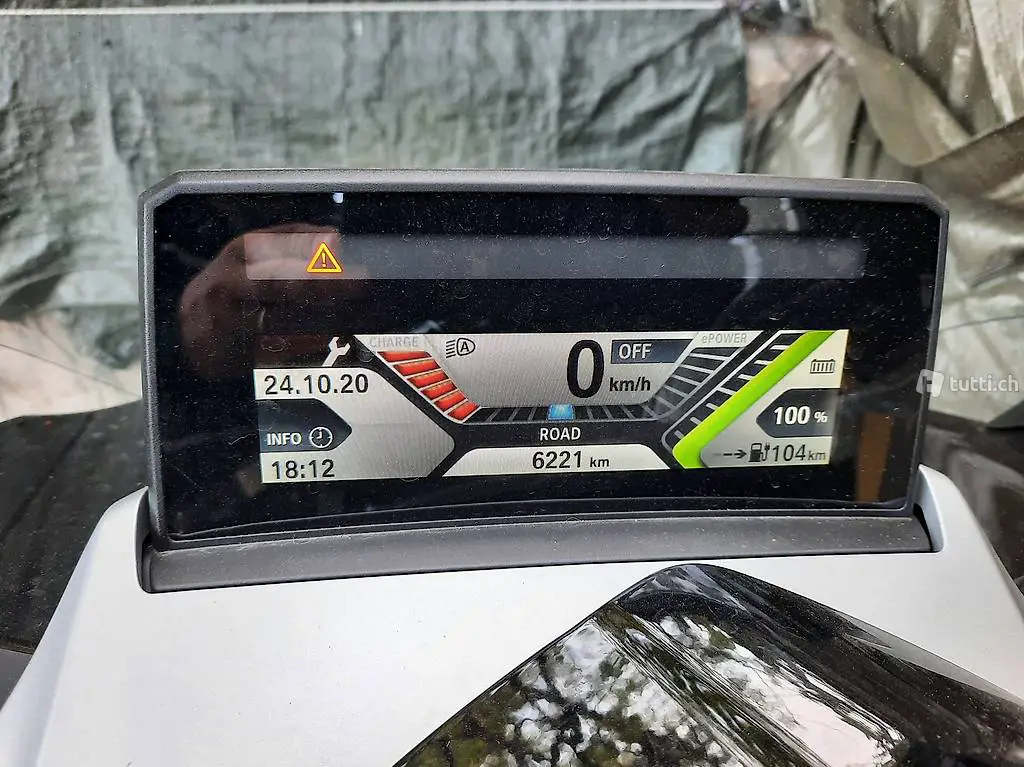 CHARGE
A
0
OFF
ePOWER
24.10.20
km/h
100 %
INFO
ROAD
18:12
6221 km
104 km
tutti.ch